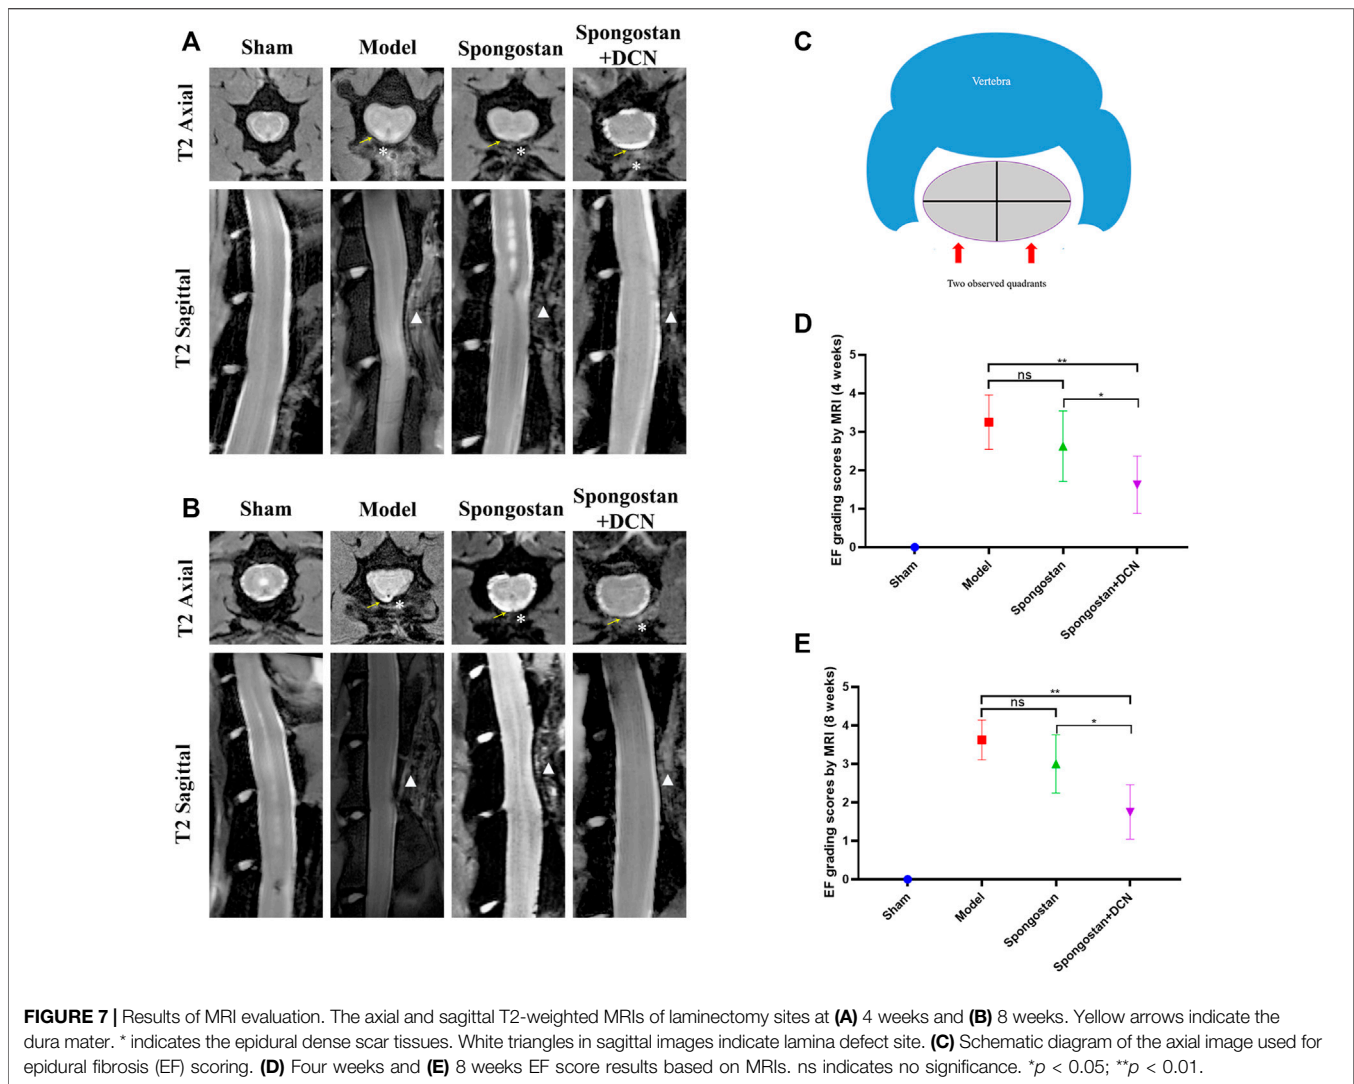 A
Sham
Model
Spongostan
Spongostan
+DCN
T2 Axial
*
*
*
T2 Sagittal
B
Sham
Model
Spongostan
Spongostan
+DCN
T2 Axial
*
*
*
T2 Sagittal
C
Vertebra
Two observed quadrants
D
EF grading scores by MRI (4 weeks)
5
4
3
2
1
0
**
ns
*
Sham
Model
Spongostan
Spongostan+DCN
E
EF grading scores by MRI (8 weeks)
5
4
3
2
1
0
**
ns
*
Sham
Model
Spongostan
Spongostan+DCN
FIGURE 7 | Results of MRI evaluation. The axial and sagittal T2-weighted MRIs of laminectomy sites at (A) 4 weeks and (B) 8 weeks. Yellow arrows indicate the
dura mater. * indicates the epidural dense scar tissues. White triangles in sagittal images indicate lamina defect site. (C) Schematic diagram of the axial image used for
epidural fibrosis (EF) scoring. (D) Four weeks and (E) 8 weeks EF score results based on MRIs. ns indicates no significance. *p < 0.05; **p < 0.01.